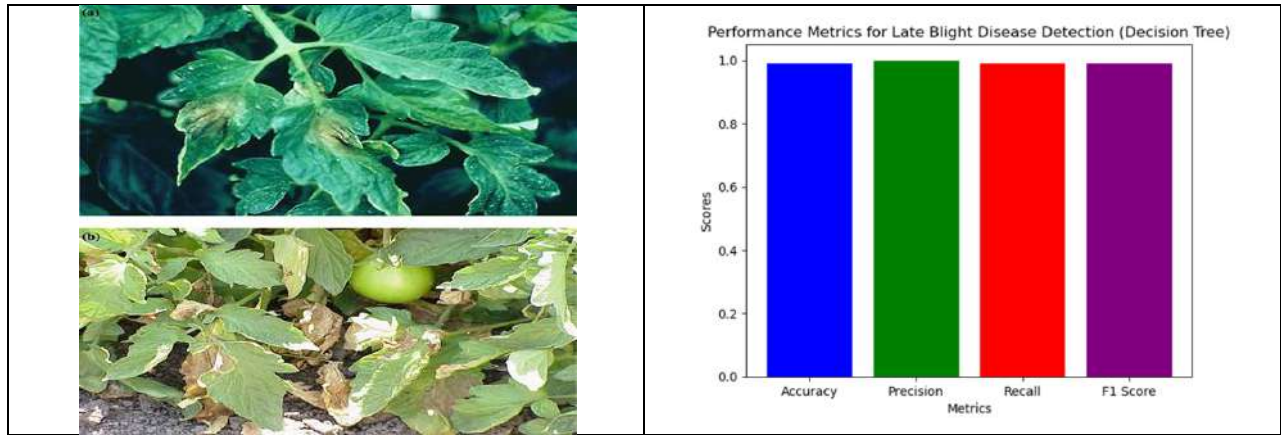 (a)
(b)
Performance Metrics for Late Blight Disease Detection (Decision Tree)
1.0
0.8
0.6
0.4
0.2
0.0
Scores
Accuracy Precision Recall F1 Score
Metrics